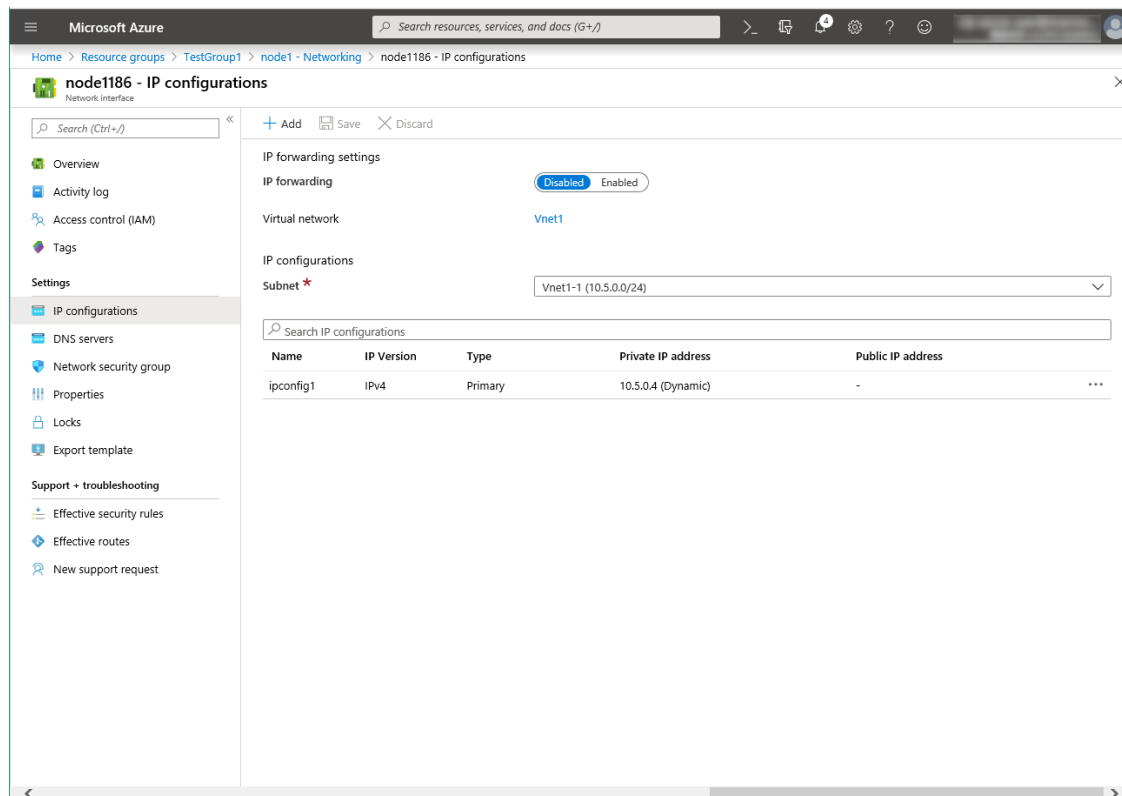 Microsoft Azure
Search resources, services, and docs (G+/)
4
Home > Resource groups > TestGroup1 > node1 - Networking > node1186 - IP configurations
node1186 - IP configurations
Network interface
Search (Ctrl+/)
Overview
Activity log
Access control (IAM)
Tags
Settings
IP configurations
DNS servers
Network security group
Properties
Locks
Export template
Support + troubleshooting
Effective security rules
Effective routes
New support request
Add Save Discard
IP forwarding settings
IP forwarding Disabled Enabled
Virtual network Vnet1
IP configurations
Subnet * Vnet1-1 (10.5.0.0/24)
Search IP configurations
Name IP Version Type Private IP address Public IP address
ipconfig1 IPv4 Primary 10.5.0.4 (Dynamic) -